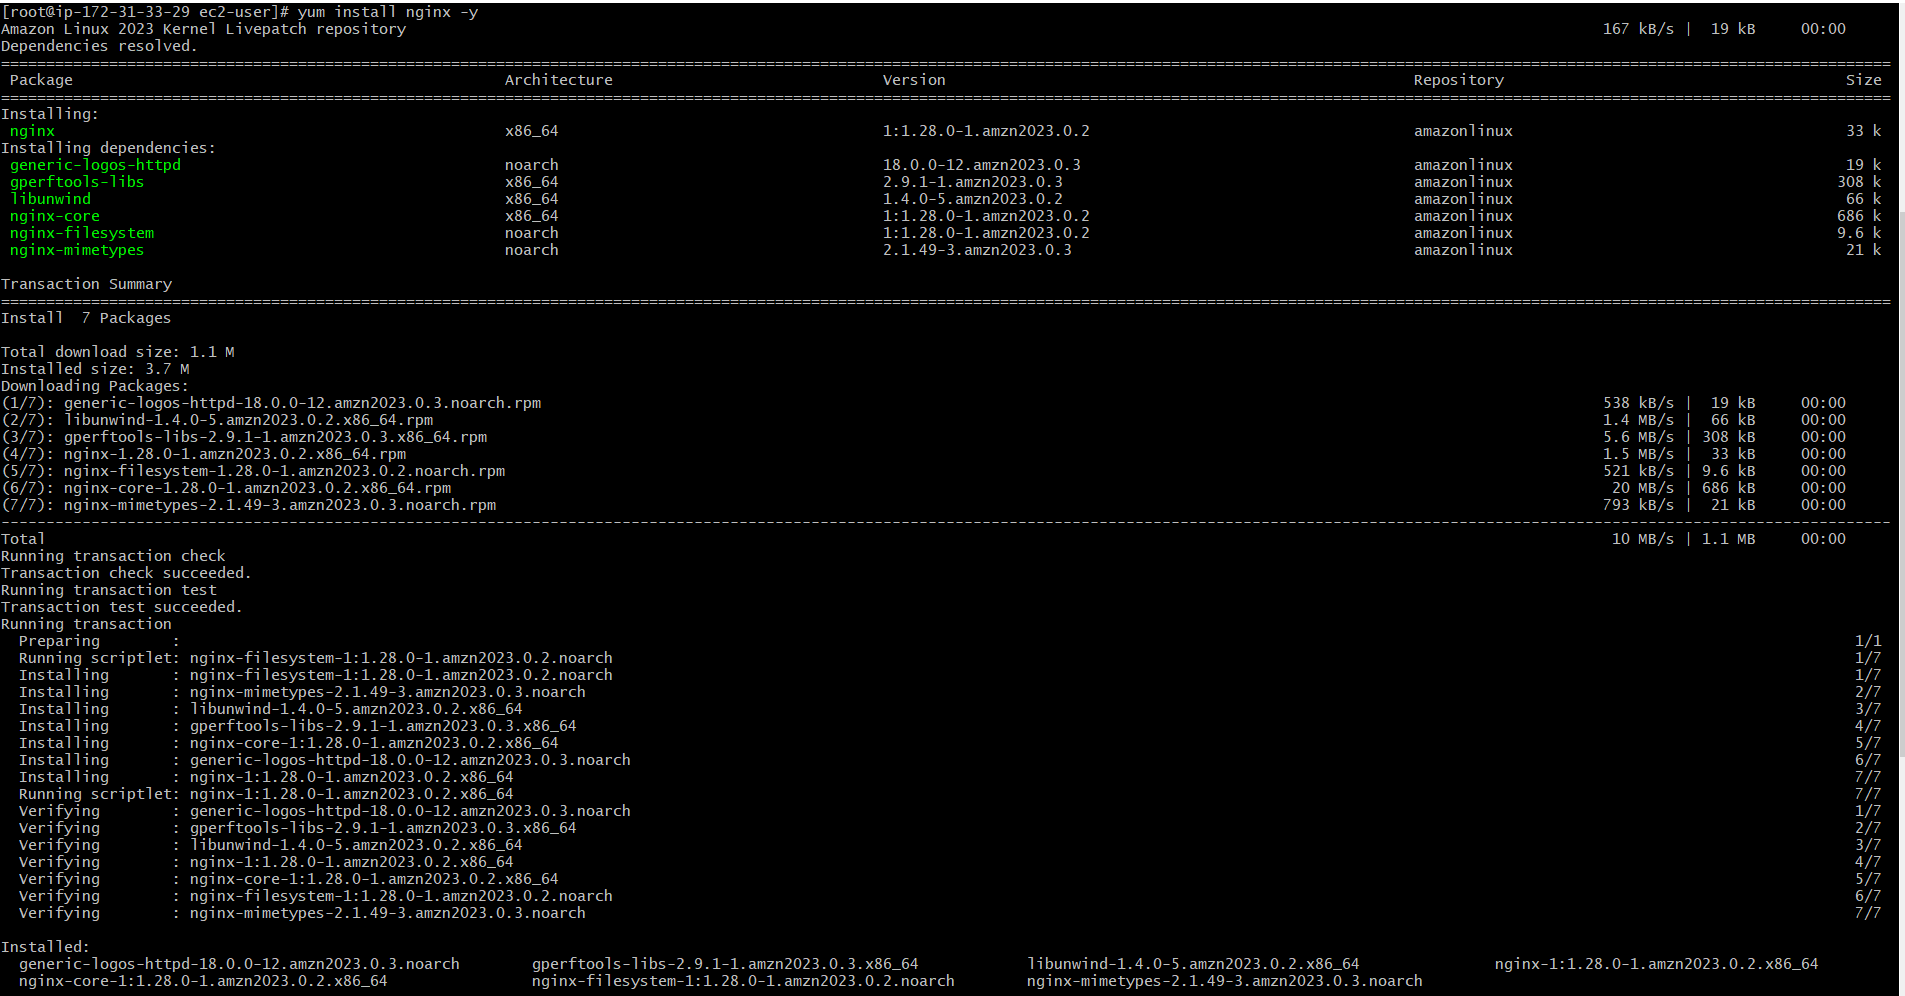 [root@ip-172-31-33-29 ec2-user]# yum install nginx -y
Amazon Linux 2023 Kernel Livepatch repository 167 kB/s | 19 kB 00:00
Dependencies resolved.
================================================================================
Package Architecture Version Repository Size
================================================================================
Installing:
nginx x86_64 1:1.28.0-1.amzn2023.0.2 amazonlinux 33 k
Installing dependencies:
generic-logos-httpd noarch 18.0.0-12.amzn2023.0.3 amazonlinux 19 k
gperftools-libs x86_64 2.9.1-1.amzn2023.0.3 amazonlinux 308 k
libunwind x86_64 1.4.0-5.amzn2023.0.2 amazonlinux 66 k
nginx-core x86_64 1:1.28.0-1.amzn2023.0.2 amazonlinux 686 k
nginx-filesystem noarch 1:1.28.0-1.amzn2023.0.2 amazonlinux 9.6 k
nginx-mimetypes noarch 2.1.49-3.amzn2023.0.3 amazonlinux 21 k
Transaction Summary
================================================================================
Install 7 Packages
Total download size: 1.1 M
Installed size: 3.7 M
Downloading Packages:
(1/7): generic-logos-httpd-18.0.0-12.amzn2023.0.3.noarch.rpm 538 kB/s | 19 kB 00:00
(2/7): libunwind-1.4.0-5.amzn2023.0.2.x86_64.rpm 1.4 MB/s | 66 kB 00:00
(3/7): gperftools-libs-2.9.1-1.amzn2023.0.3.x86_64.rpm 5.6 MB/s | 308 kB 00:00
(4/7): nginx-1.28.0-1.amzn2023.0.2.x86_64.rpm 1.5 MB/s | 33 kB 00:00
(5/7): nginx-filesystem-1.28.0-1.amzn2023.0.2.noarch.rpm 521 kB/s | 9.6 kB 00:00
(6/7): nginx-core-1.28.0-1.amzn2023.0.2.x86_64.rpm 20 MB/s | 686 kB 00:00
(7/7): nginx-mimetypes-2.1.49-3.amzn2023.0.3.noarch.rpm 793 kB/s | 21 kB 00:00
--------------------------------------------------------------------------------
Total 10 MB/s | 1.1 MB 00:00
Running transaction check
Transaction check succeeded.
Running transaction test
Transaction test succeeded.
Running transaction
Preparing : 1/1
Running scriptlet: nginx-filesystem-1:1.28.0-1.amzn2023.0.2.noarch 1/7
Installing : nginx-filesystem-1:1.28.0-1.amzn2023.0.2.noarch 1/7
Installing : nginx-mimetypes-2.1.49-3.amzn2023.0.3.noarch 2/7
Installing : libunwind-1.4.0-5.amzn2023.0.2.x86_64 3/7
Installing : gperftools-libs-2.9.1-1.amzn2023.0.3.x86_64 4/7
Installing : nginx-core-1:1.28.0-1.amzn2023.0.2.x86_64 5/7
Installing : generic-logos-httpd-18.0.0-12.amzn2023.0.3.noarch 6/7
Installing : nginx-1:1.28.0-1.amzn2023.0.2.x86_64 7/7
Running scriptlet: nginx-1:1.28.0-1.amzn2023.0.2.x86_64 7/7
Verifying : generic-logos-httpd-18.0.0-12.amzn2023.0.3.noarch 1/7
Verifying : gperftools-libs-2.9.1-1.amzn2023.0.3.x86_64 2/7
Verifying : libunwind-1.4.0-5.amzn2023.0.2.x86_64 3/7
Verifying : nginx-1:1.28.0-1.amzn2023.0.2.x86_64 4/7
Verifying : nginx-core-1:1.28.0-1.amzn2023.0.2.x86_64 5/7
Verifying : nginx-filesystem-1:1.28.0-1.amzn2023.0.2.noarch 6/7
Verifying : nginx-mimetypes-2.1.49-3.amzn2023.0.3.noarch 7/7
Installed:
generic-logos-httpd-18.0.0-12.amzn2023.0.3.noarch gperftools-libs-2.9.1-1.amzn2023.0.3.x86_64 libunwind-1.4.0-5.amzn2023.0.2.x86_64 nginx-1:1.28.0-1.amzn2023.0.2.x86_64
nginx-core-1:1.28.0-1.amzn2023.0.2.x86_64 nginx-filesystem-1:1.28.0-1.amzn2023.0.2.noarch nginx-mimetypes-2.1.49-3.amzn2023.0.3.noarch